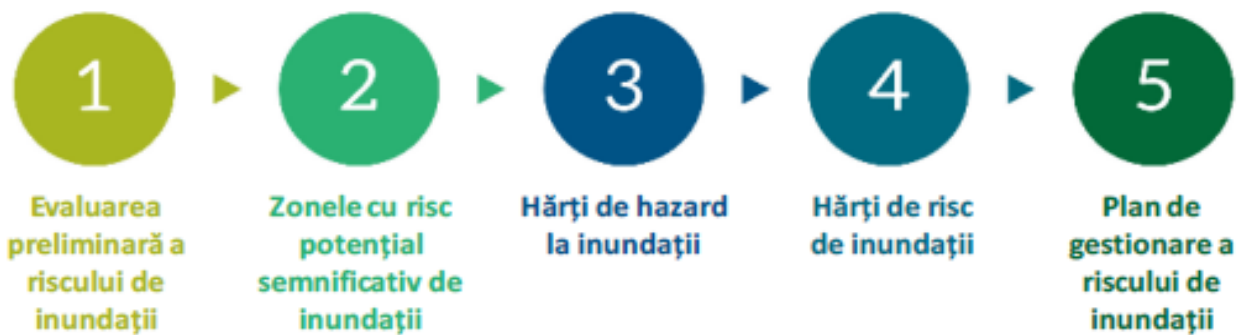 1
Evaluarea
preliminară a
riscului de
inundații
2
Zonele cu risc
potențial
semnificativ de
inundații
3
Hărți de hazard
la inundații
4
Hărți de risc
de inundații
5
Plan de
gestionare a
riscului de
inundații